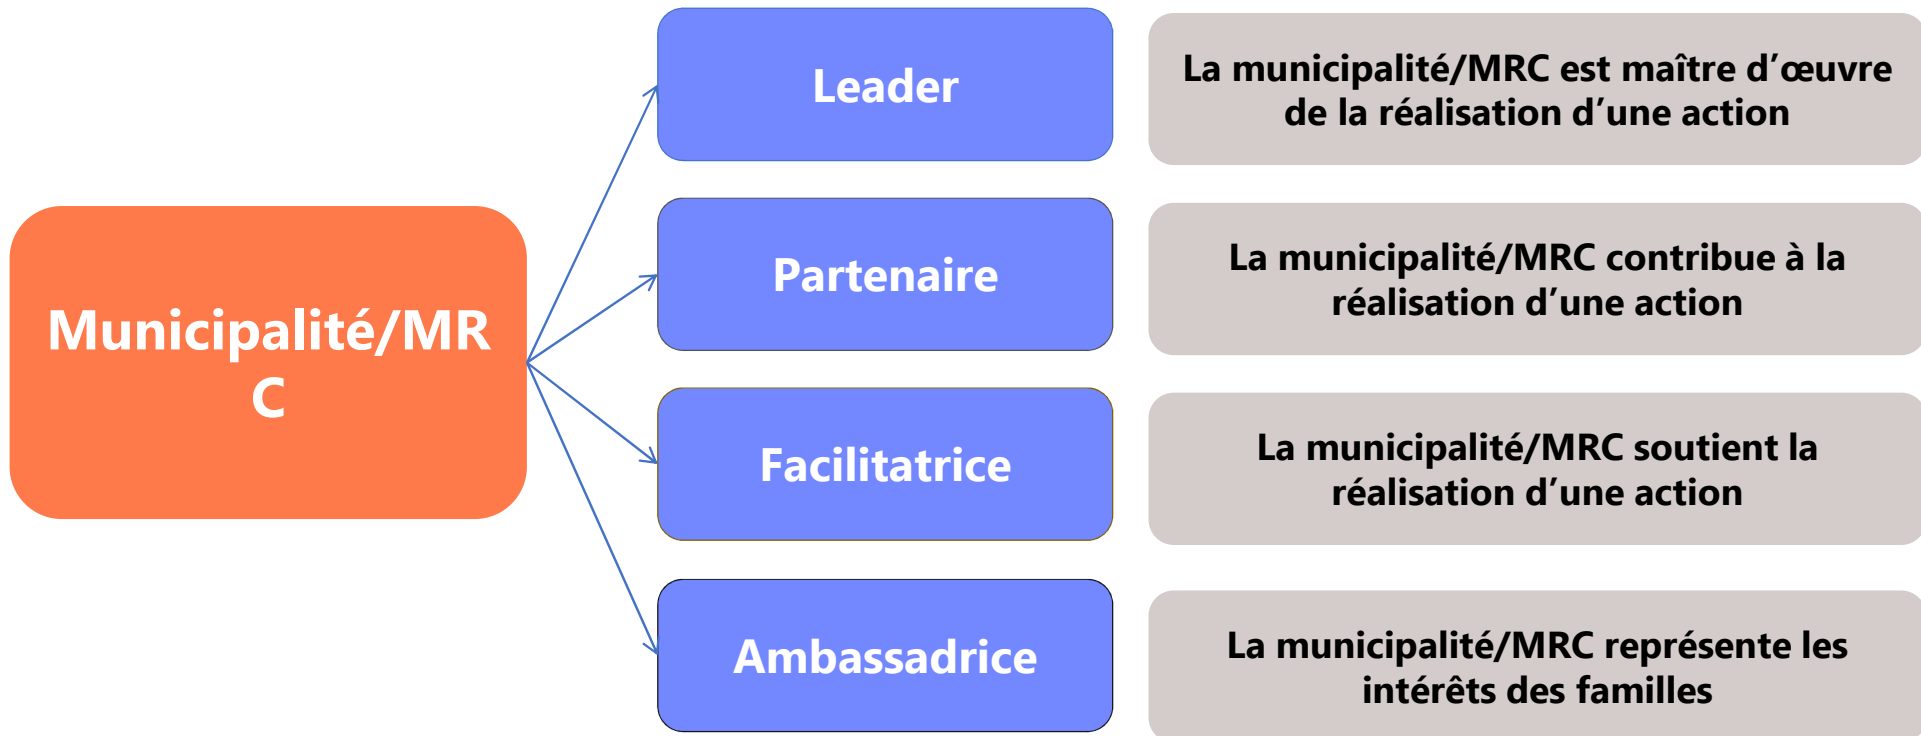 Municipalité/MR
C
Leader
La municipalité/MRC est maître d’œuvre
de la réalisation d’une action
Partenaire
La municipalité/MRC contribue à la
réalisation d’une action
Facilitatrice
La municipalité/MRC soutient la
réalisation d’une action
Ambassadrice
La municipalité/MRC représente les
intérêts des familles